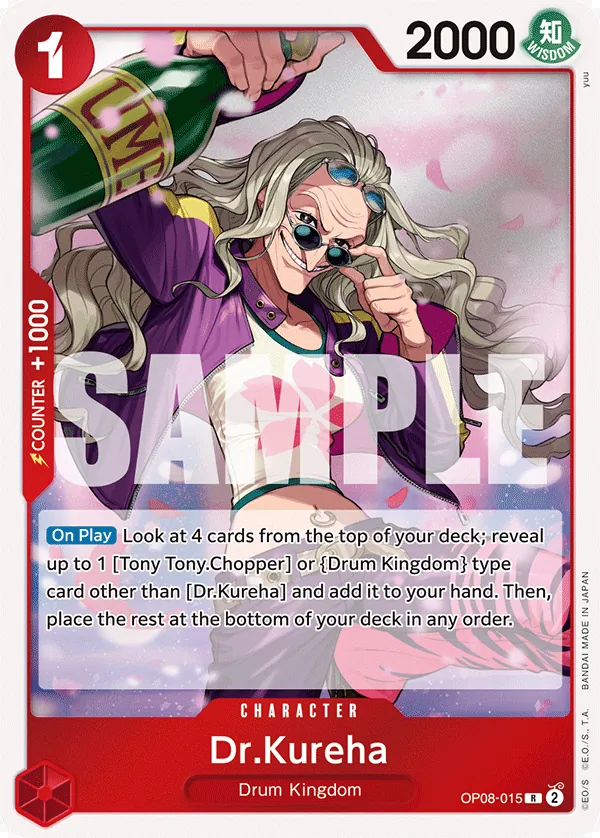 1
2000
知
WISDOM
yuu
UME
COUNTER +1000
SAMPLE
On Play Look at 4 cards from the top of your deck; reveal
up to 1 [Tony Tony.Chopper] or {Drum Kingdom} type
card other than [Dr.Kureha] and add it to your hand. Then,
place the rest at the bottom of your deck in any order.
CHARACTER
Dr.Kureha
Drum Kingdom
OP08-015 R 2
©EO/S ©E.O./S., T.A. BANDAI MADE IN JAPAN